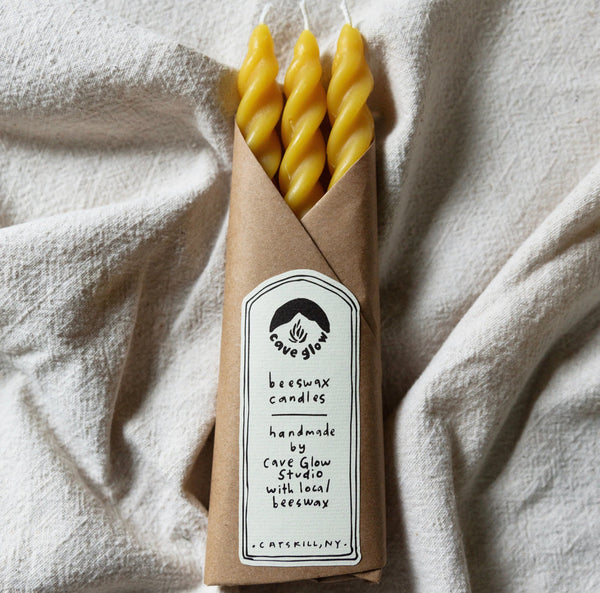 cave glow
beeswax
candles
handmade
by
Cave Glow
Studio
with local
beeswax
. CATSKILL, NY .